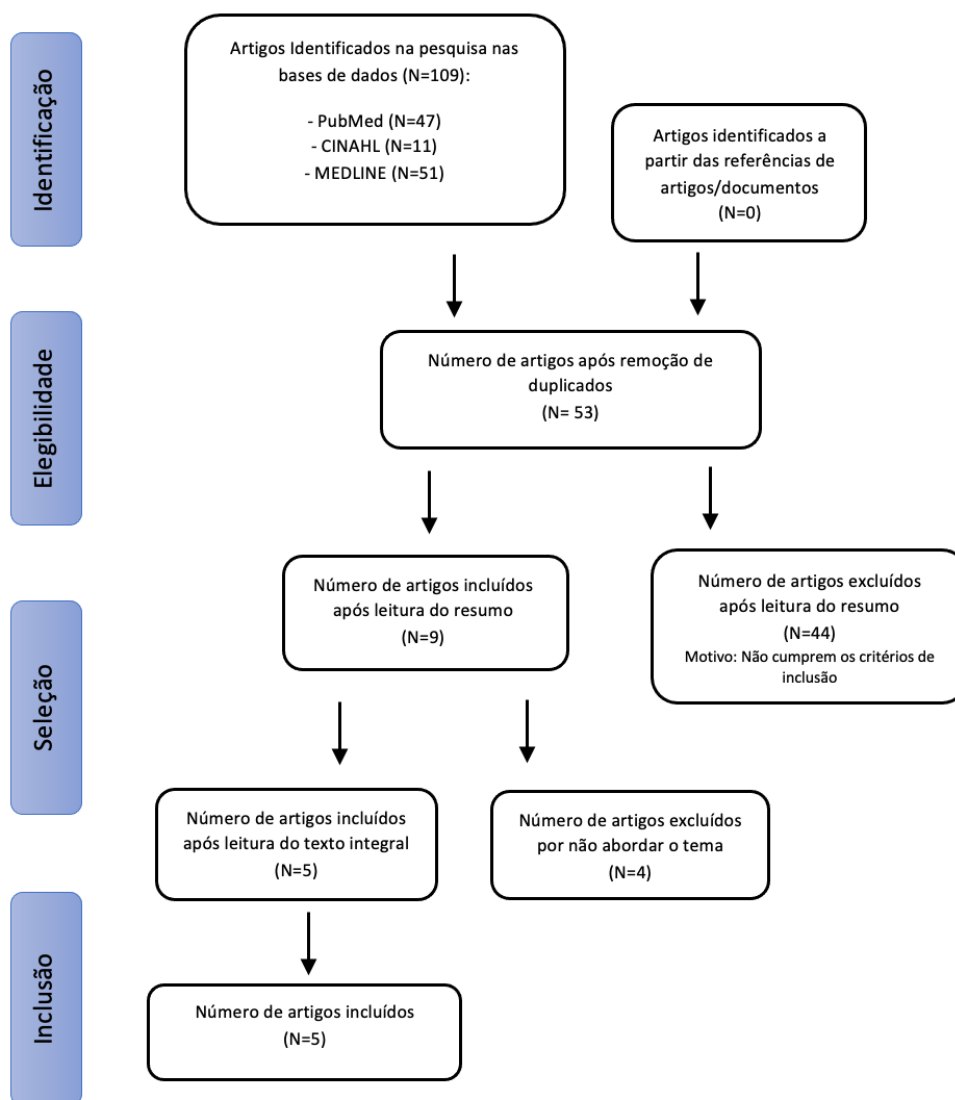 Identificação
Artigos Identificados na pesquisa nas
bases de dados (N=109):
- PubMed (N=47)
- CINAHL (N=11)
- MEDLINE (N=51)
Artigos identificados a
partir das referências de
artigos/documentos
(N=0)
Elegibilidade
Número de artigos após remoção de
duplicados
(N= 53)
Seleção
Número de artigos incluídos
após leitura do resumo
(N=9)
Número de artigos excluídos
após leitura do resumo
(N=44)
Motivo: Não cumprem os critérios de
inclusão
Número de artigos incluídos
após leitura do texto integral
(N=5)
Número de artigos excluídos
por não abordar o tema
(N=4)
Inclusão
Número de artigos incluídos
(N=5)